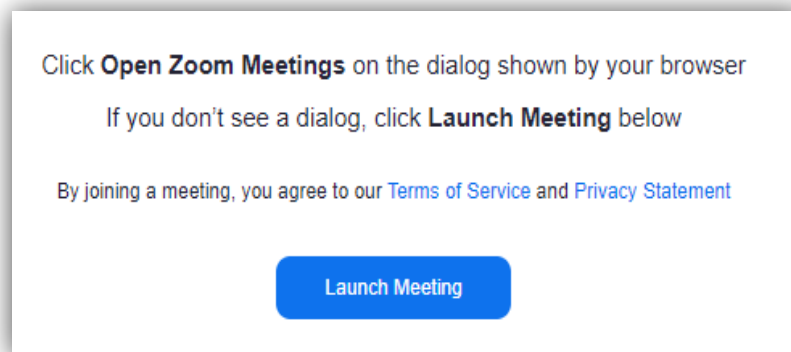 Click Open Zoom Meetings on the dialog shown by your browser
If you don’t see a dialog, click Launch Meeting below
By joining a meeting, you agree to our Terms of Service and Privacy Statement
Launch Meeting